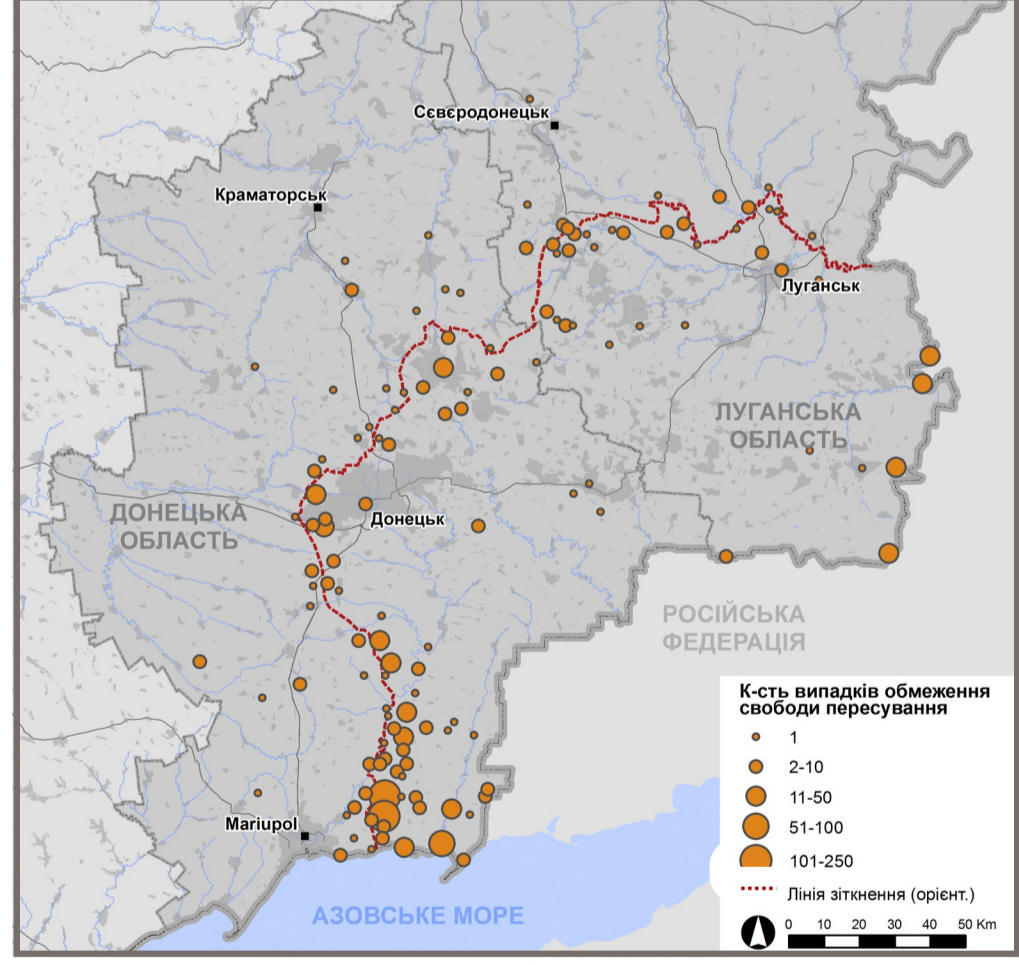 Сєвєродонецьк
Краматорськ
Луганськ
ЛУГАНСЬКА
ОБЛАСТЬ
ДОНЕЦЬКА
ОБЛАСТЬ
Донецьк
РОСІЙСЬКА
ФЕДЕРАЦІЯ
Mariupol
АЗОВСЬКЕ МОРЕ
К-сть випадків обмеження
свободи пересування
1
2-10
11-50
51-100
101-250
Лінія зіткнення (орієнт.)
0 10 20 30 40 50 Km